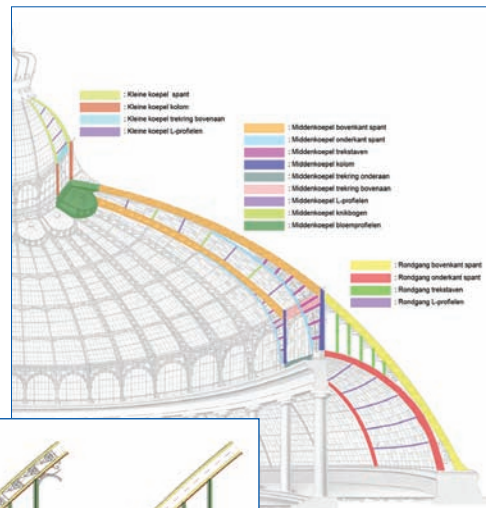 : Kleine koepel spant
: Kleine koepel kolom
: Kleine koepel trekring bovenaan
: Kleine koepel L-profielen
: Middenkoepel bovenkant spant
: Middenkoepel onderkant spant
: Middenkoepel trekstaven
: Middenkoepel kolom
: Middenkoepel trekring onderaan
: Middenkoepel trekring bovenaan
: Middenkoepel L-profielen
: Middenkoepel knikbogen
: Middenkoepel bloemprofielen
: Rondgang bovenkant spant
: Rondgang onderkant spant
: Rondgang trekstaven
: Rondgang L-profielen